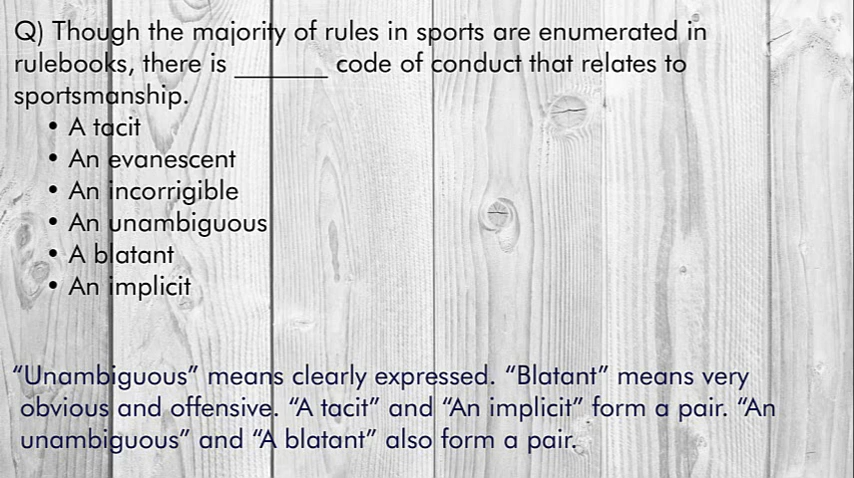 Q) Though the majority of rules in sports are enumerated in
rulebooks, there is _______ code of conduct that relates to
sportsmanship.
• A tacit
• An evanescent
• An incorrigible
• An unambiguous
• A blatant
• An implicit
“Unambiguous” means clearly expressed. “Blatant” means very
obvious and offensive. “A tacit” and “An implicit” form a pair. “An
unambiguous” and “A blatant” also form a pair.